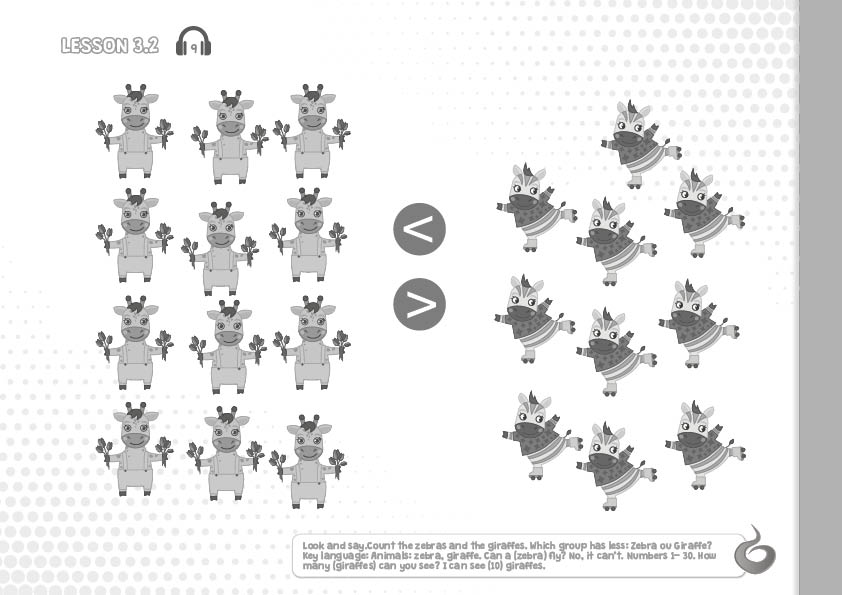 LESSON 3.2
9
<
>
Look and say.Count the zebras and the giraffes. Which group has less: Zebra ou Giraffe?
Key language: Animals: zebra, giraffe. Can a (zebra) fly? No, it can't. Numbers 1- 30. How
many (giraffes) can you see? I can see (10) giraffes.